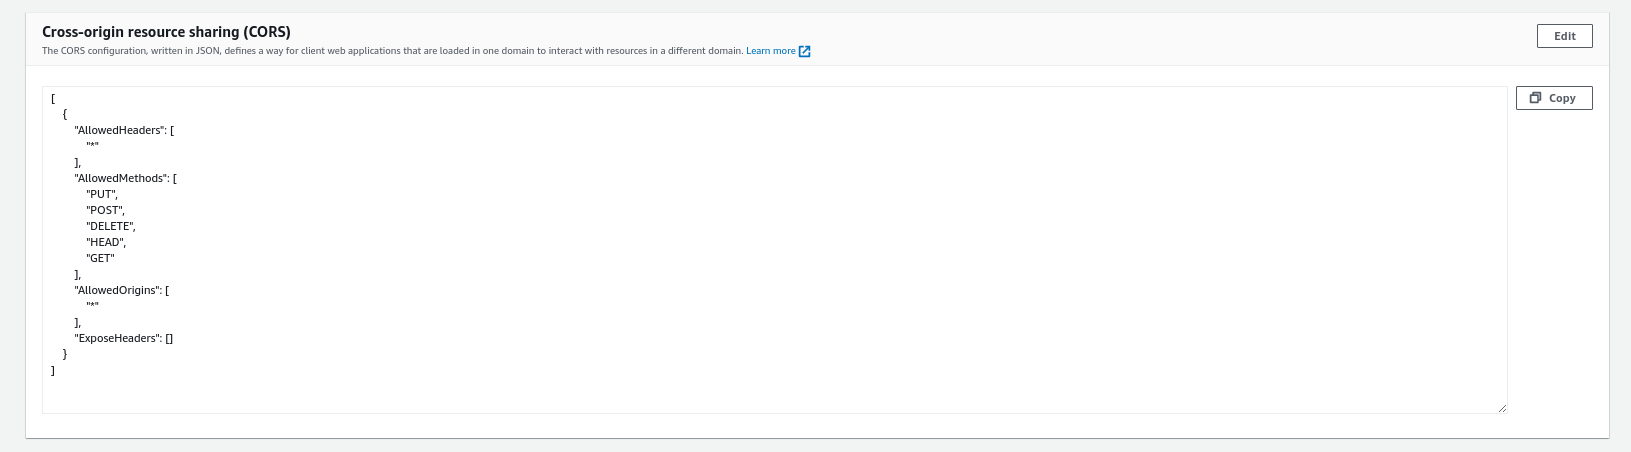 Cross-origin resource sharing (CORS)
The CORS configuration, written in JSON, defines a way for client web applications that are loaded in one domain to interact with resources in a different domain. Learn more
Edit
Copy
[
{
"AllowedHeaders": [
"*"
],
"AllowedMethods": [
"PUT",
"POST",
"DELETE",
"HEAD",
"GET"
],
"AllowedOrigins": [
"*"
],
"ExposeHeaders": []
}
]